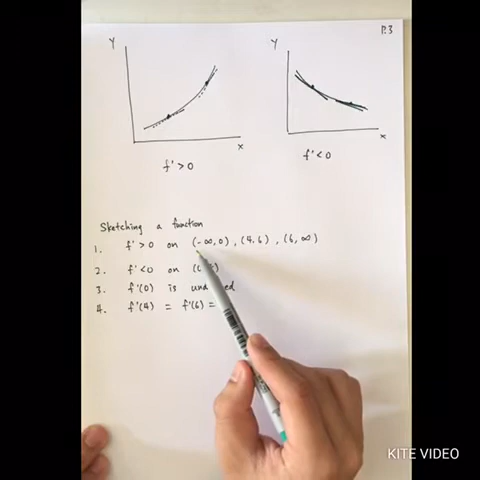 P.3
Y
X
f' > 0
Y
X
f' < 0
Sketching a function
1. f' > 0 on (-∞, 0), (4, 6), (6, ∞)
2. f' < 0 on
3. f'(0) is
4. f'(4) = f'(6) =
KITE VIDEO